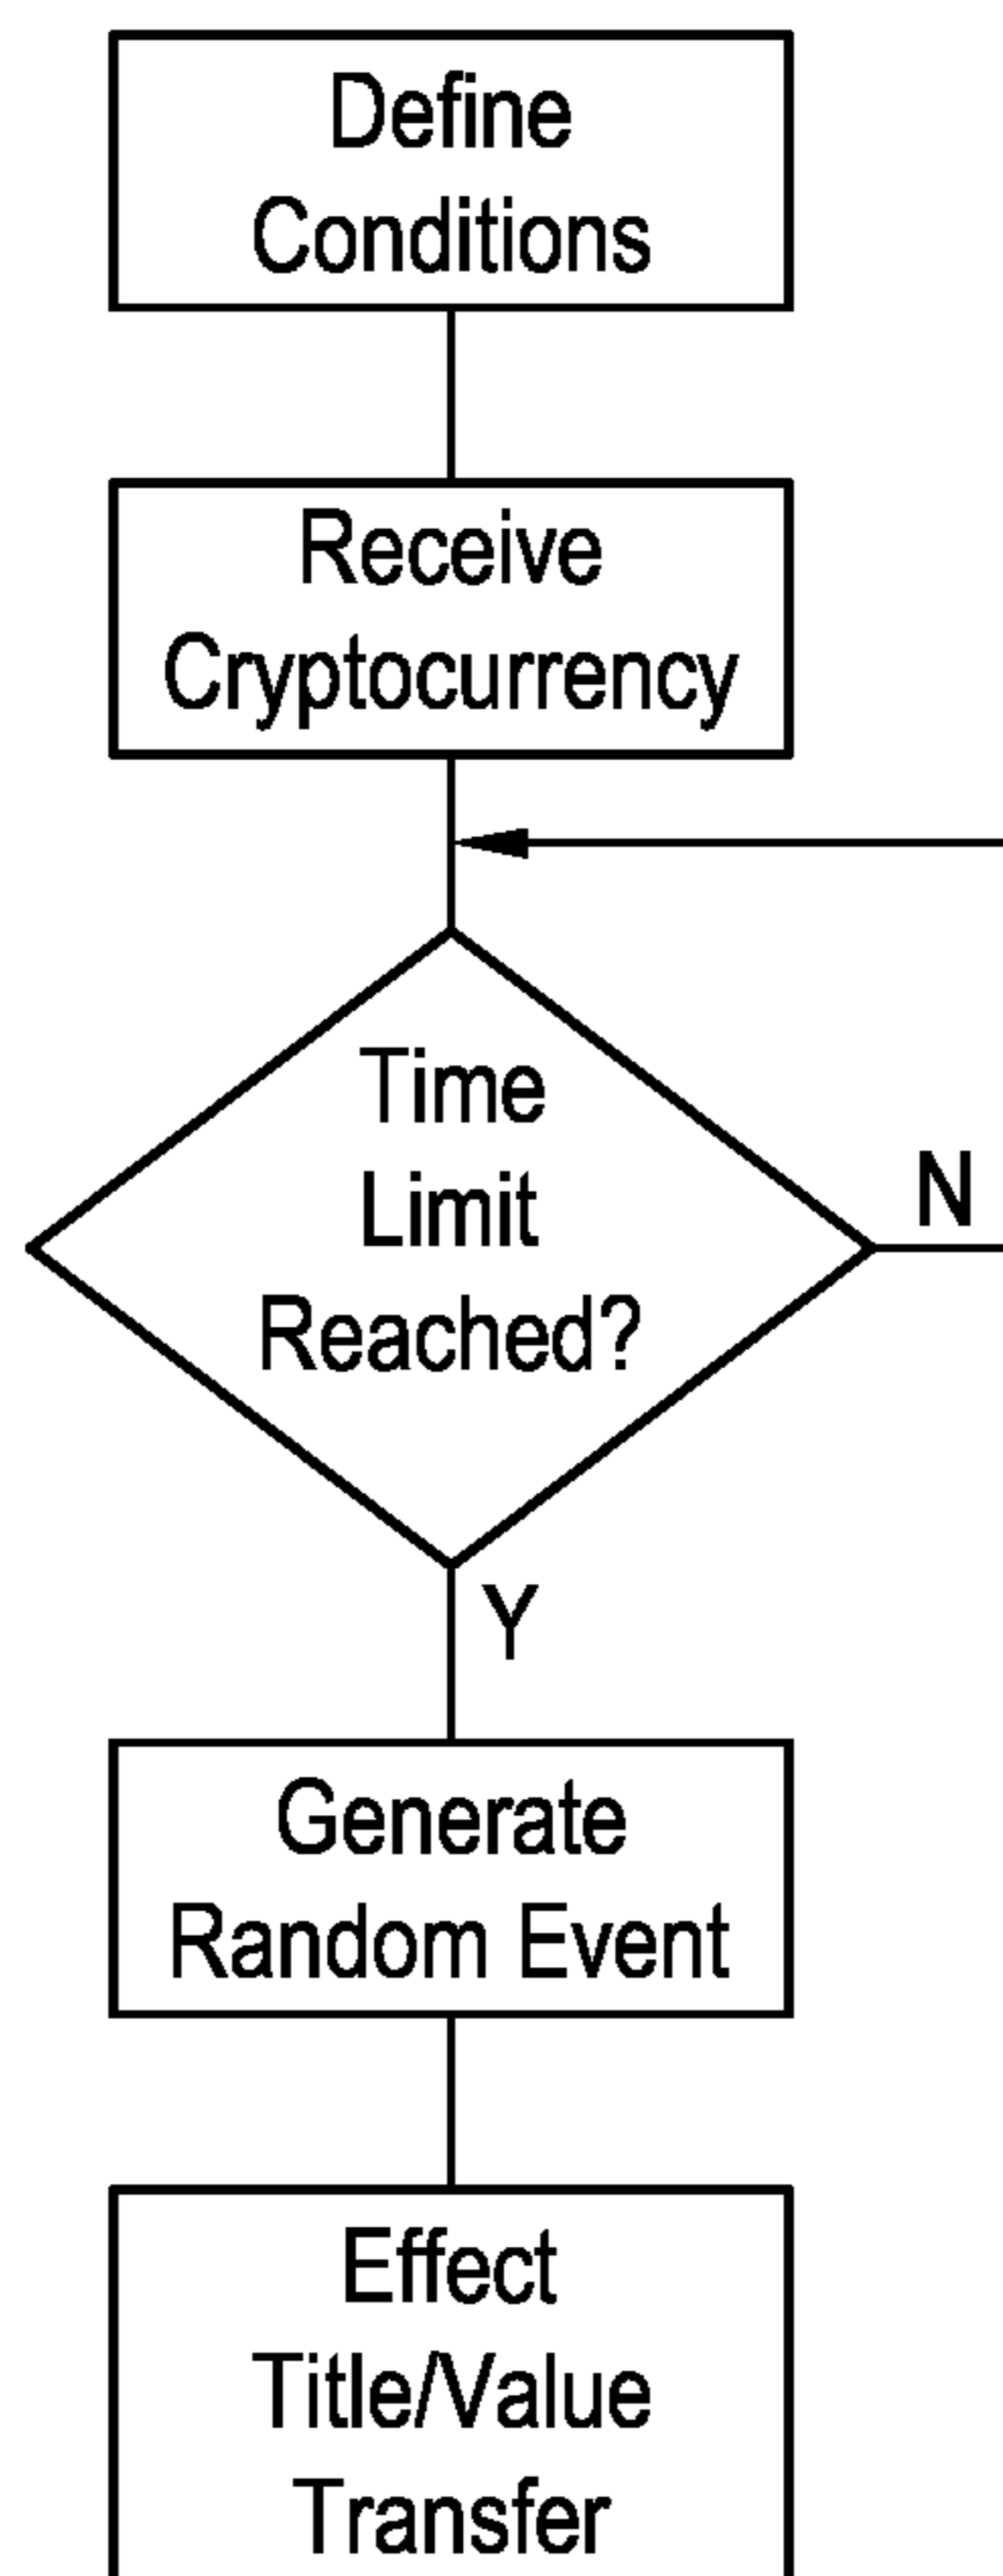 Define
Conditions
Receive
Cryptocurrency
Time
Limit
Reached?
N
Y
Generate
Random Event
Effect
Title/Value
Transfer